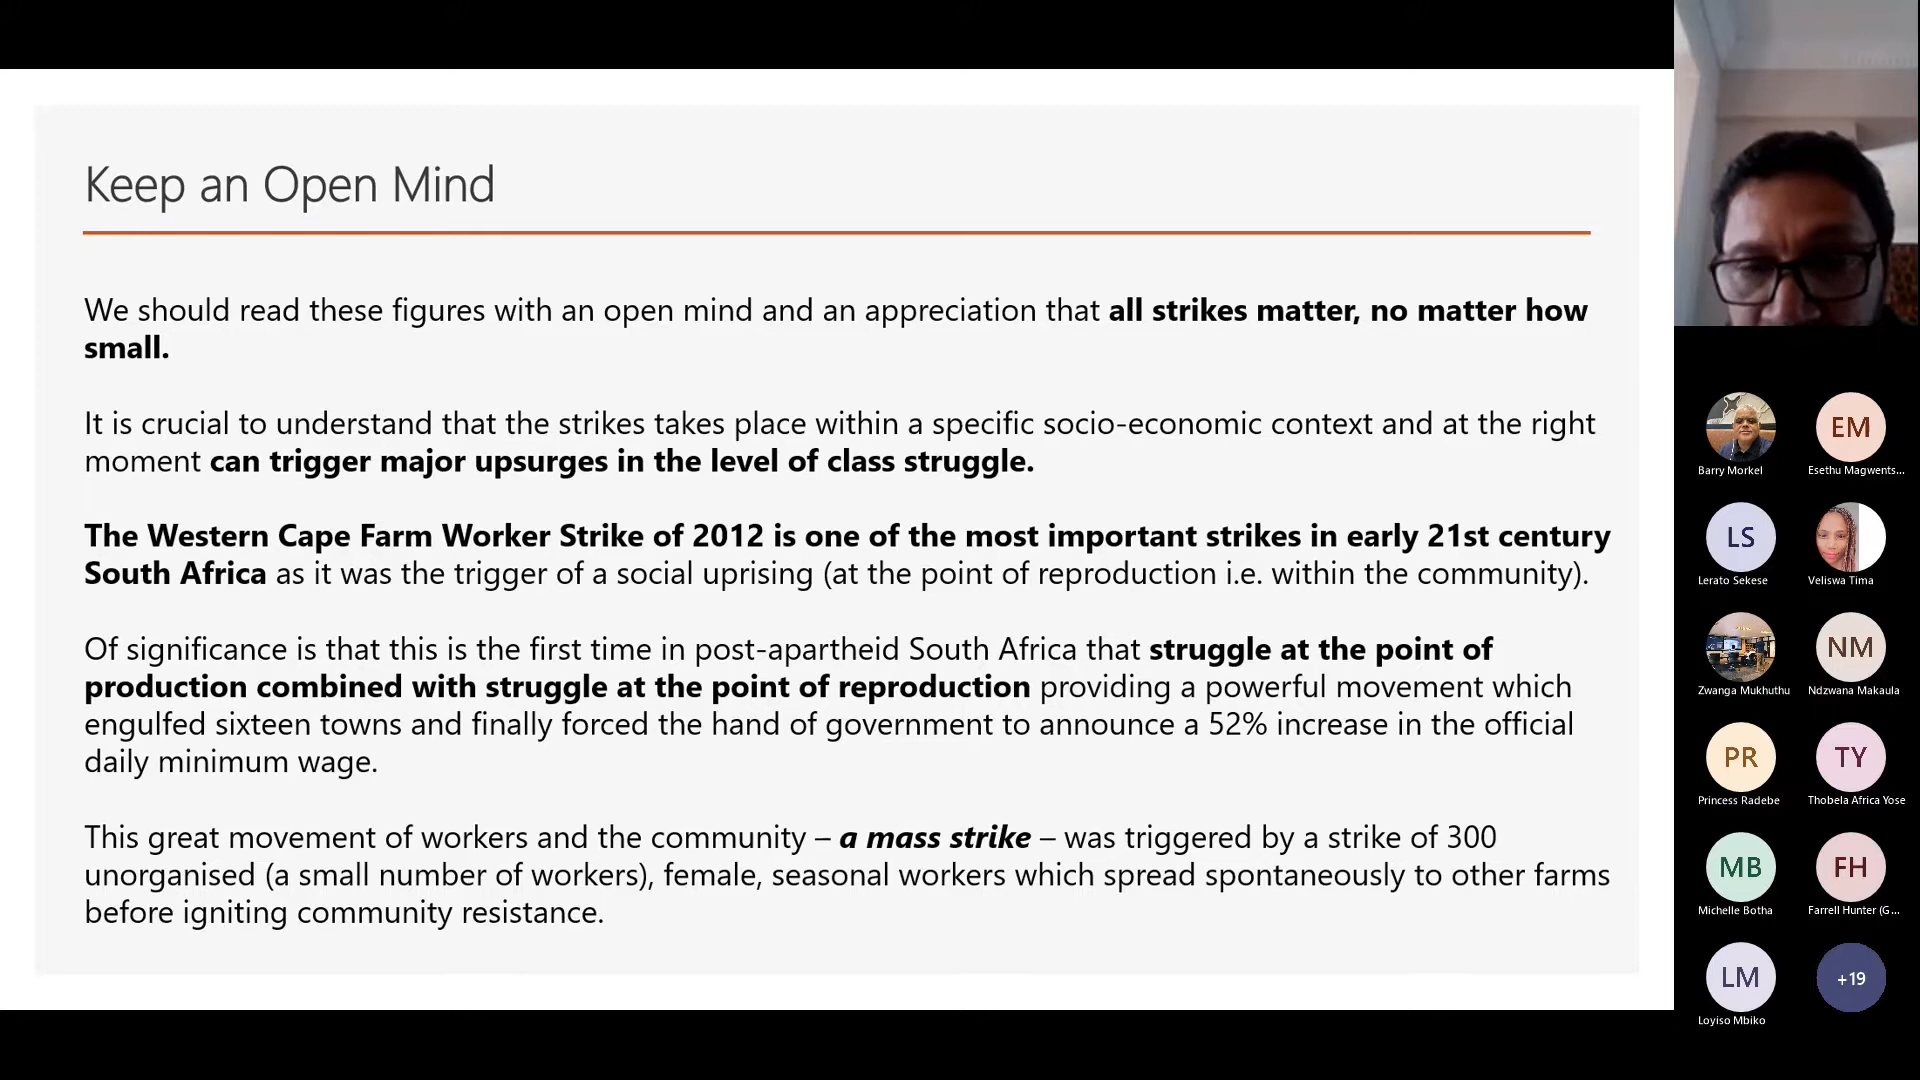 Keep an Open Mind
We should read these figures with an open mind and an appreciation that all strikes matter, no matter how
small.
It is crucial to understand that the strikes takes place within a specific socio-economic context and at the right
moment can trigger major upsurges in the level of class struggle.
The Western Cape Farm Worker Strike of 2012 is one of the most important strikes in early 21st century
South Africa as it was the trigger of a social uprising (at the point of reproduction i.e. within the community).
Of significance is that this is the first time in post-apartheid South Africa that struggle at the point of
production combined with struggle at the point of reproduction providing a powerful movement which
engulfed sixteen towns and finally forced the hand of government to announce a 52% increase in the official
daily minimum wage.
This great movement of workers and the community – a mass strike – was triggered by a strike of 300
unorganised (a small number of workers), female, seasonal workers which spread spontaneously to other farms
before igniting community resistance.
EM
Barry Morkel
Esethu Magwents...
LS
Lerato Sekese
Veliswa Tima
NM
Zwanga Mukhuthu
Ndzwana Makaula
PR
TY
Princess Radebe
Thobela Africa Yose
MB
FH
Michelle Botha
Farrell Hunter (G...
LM
+19
Loyiso Mbiko